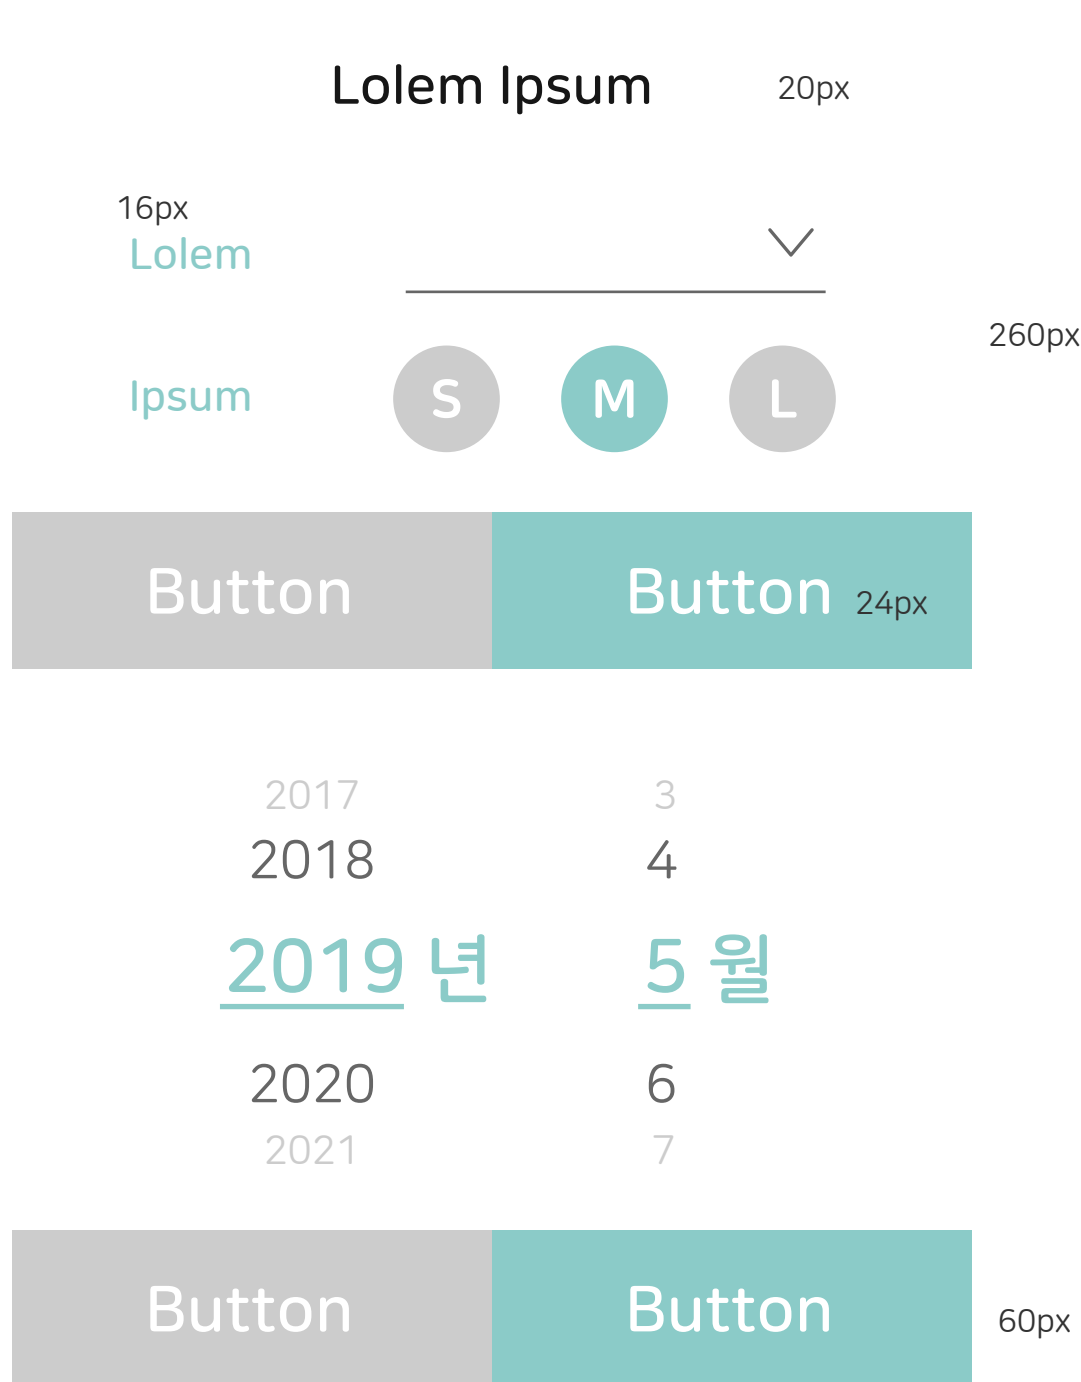 Lolem Ipsum 20px
16px
Lolem
260px
Ipsum S M L
Button Button 24px
2017 3
2018 4
2019 년 5 월
2020 6
2021 7
Button Button 60px